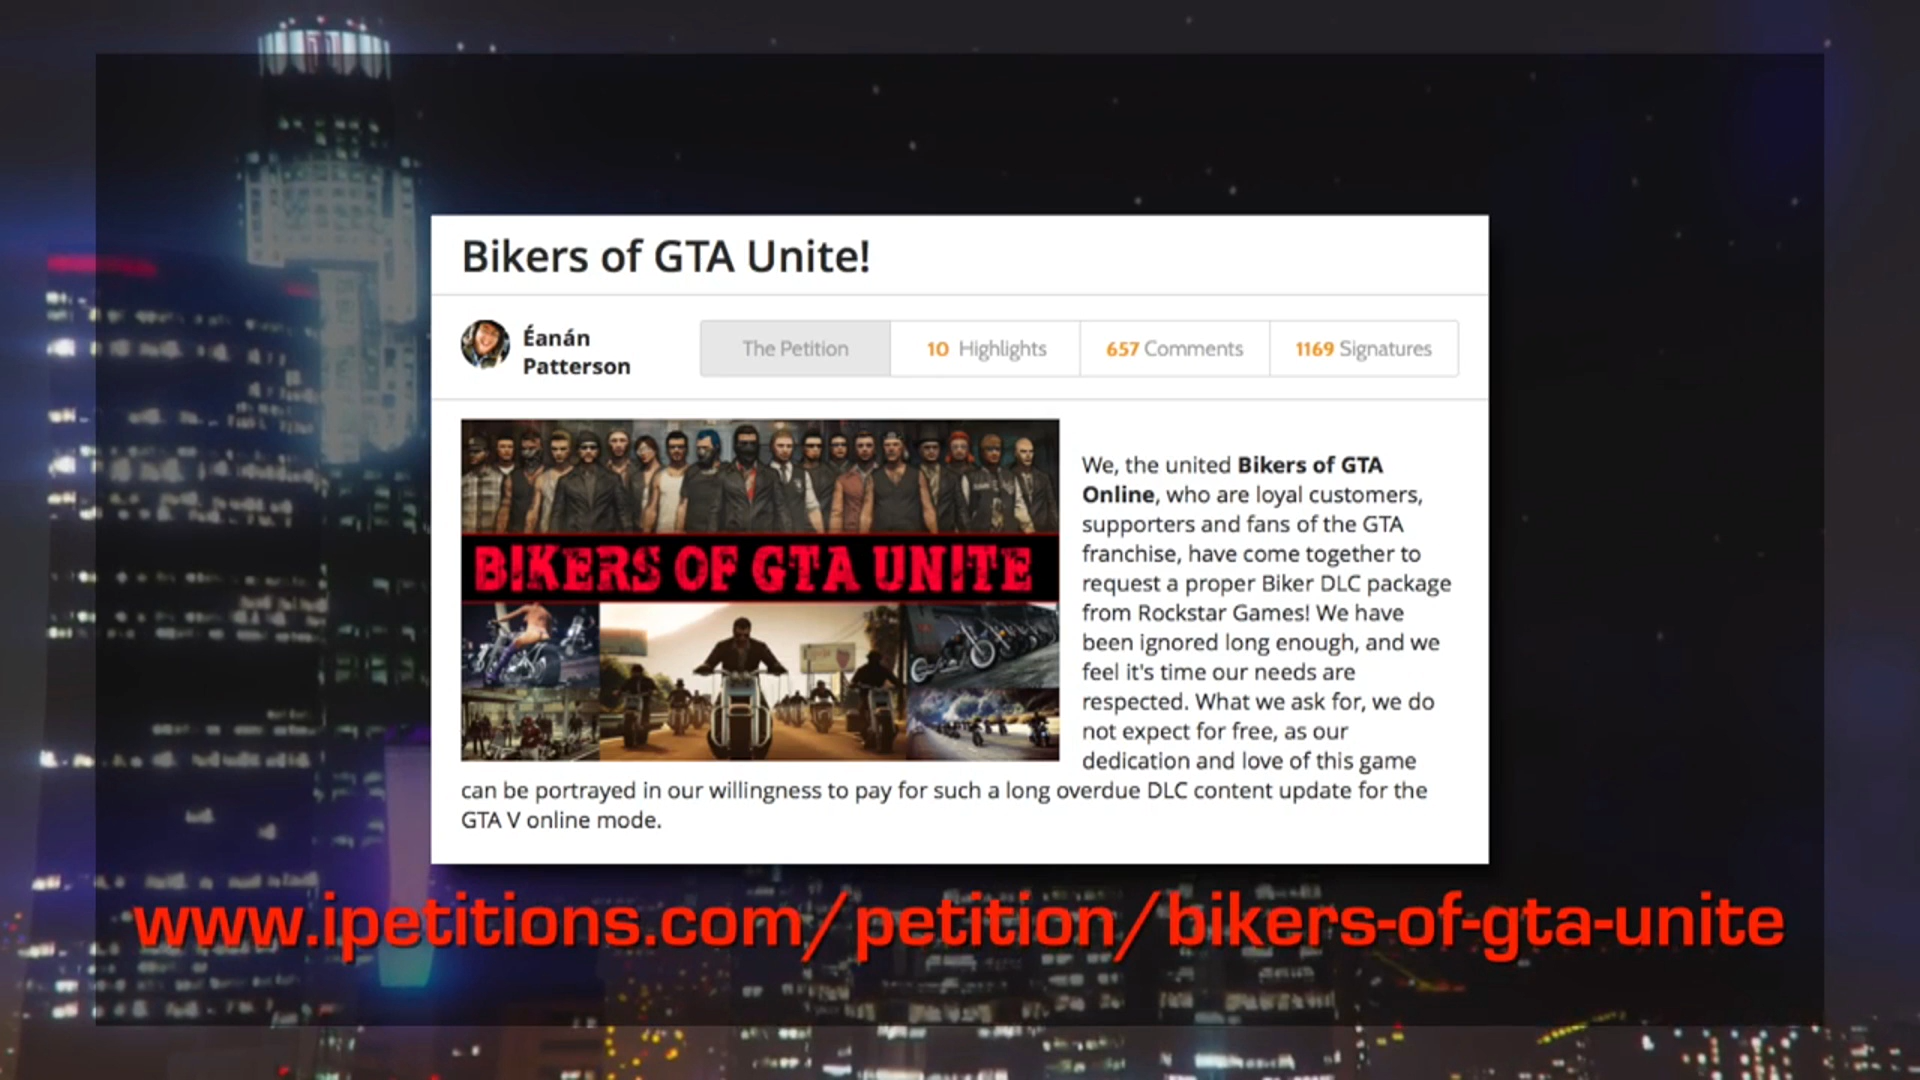 Bikers of GTA Unite!
Éanán
Patterson
The Petition
10 Highlights
657 Comments
1169 Signatures
BIKERS OF GTA UNITE
We, the united Bikers of GTA
Online, who are loyal customers,
supporters and fans of the GTA
franchise, have come together to
request a proper Biker DLC package
from Rockstar Games! We have
been ignored long enough, and we
feel it's time our needs are
respected. What we ask for, we do
not expect for free, as our
dedication and love of this game
can be portrayed in our willingness to pay for such a long overdue DLC content update for the
GTA V online mode.
www.ipetitions.com/petition/bikers-of-gta-unite